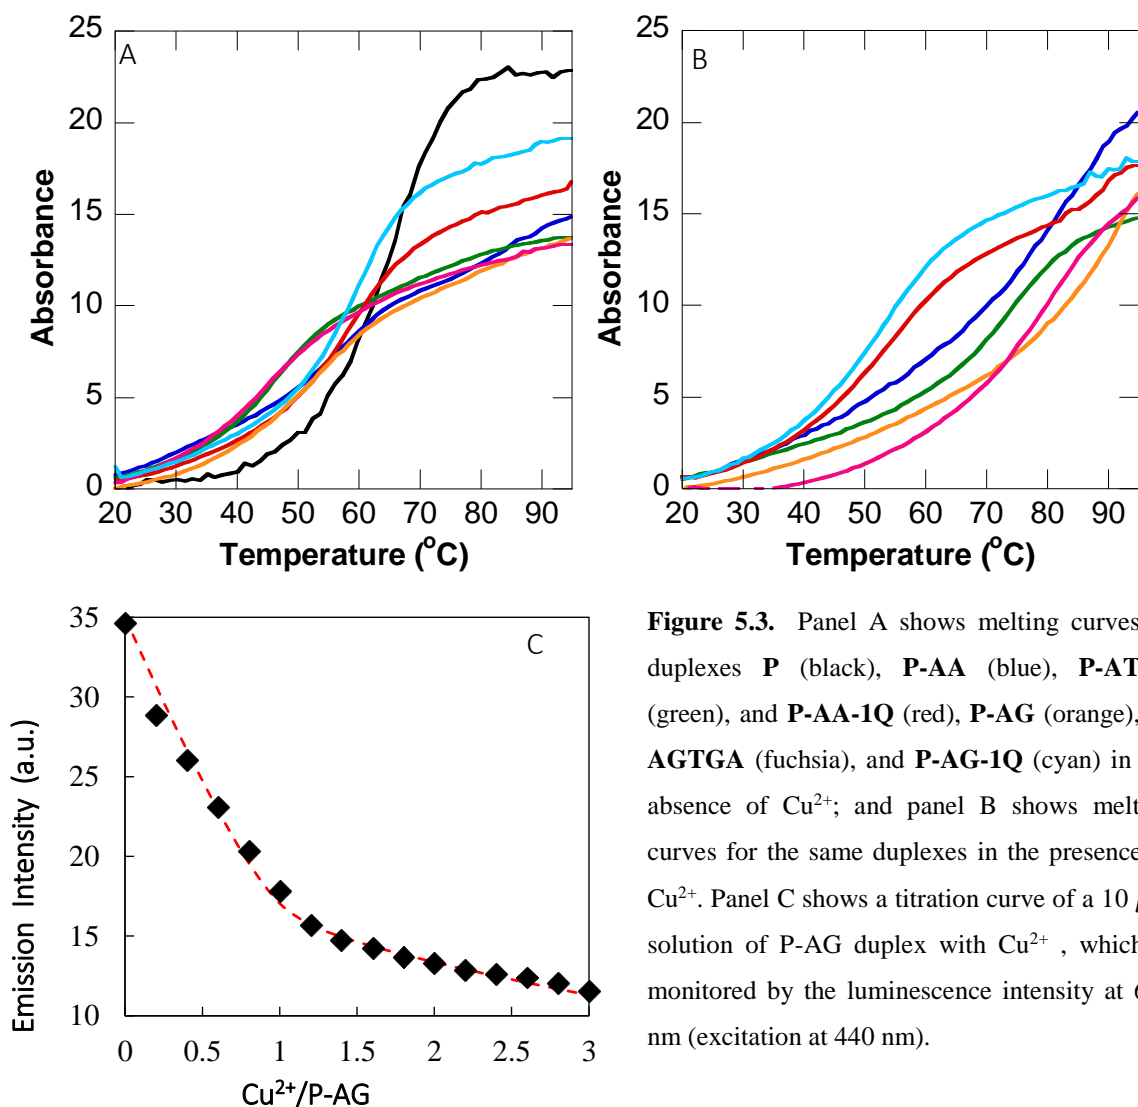 A
25
20
15
10
5
0
Absorbance
20 30 40 50 60 70 80 90
Temperature (°C)
B
25
20
15
10
5
0
Absorbance
20 30 40 50 60 70 80 90
Temperature (°C)
C
35
30
25
20
15
10
Emission Intensity (a.u.)
0 0.5 1 1.5 2 2.5 3
Cu²⁺/P-AG
Figure 5.3. Panel A shows melting curves
duplexes P (black), P-AA (blue), P-AT
(green), and P-AA-1Q (red), P-AG (orange),
AGTGA (fuchsia), and P-AG-1Q (cyan) in
absence of Cu²⁺; and panel B shows melt
curves for the same duplexes in the presence
Cu²⁺. Panel C shows a titration curve of a 10
solution of P-AG duplex with Cu²⁺ , which
monitored by the luminescence intensity at
nm (excitation at 440 nm).